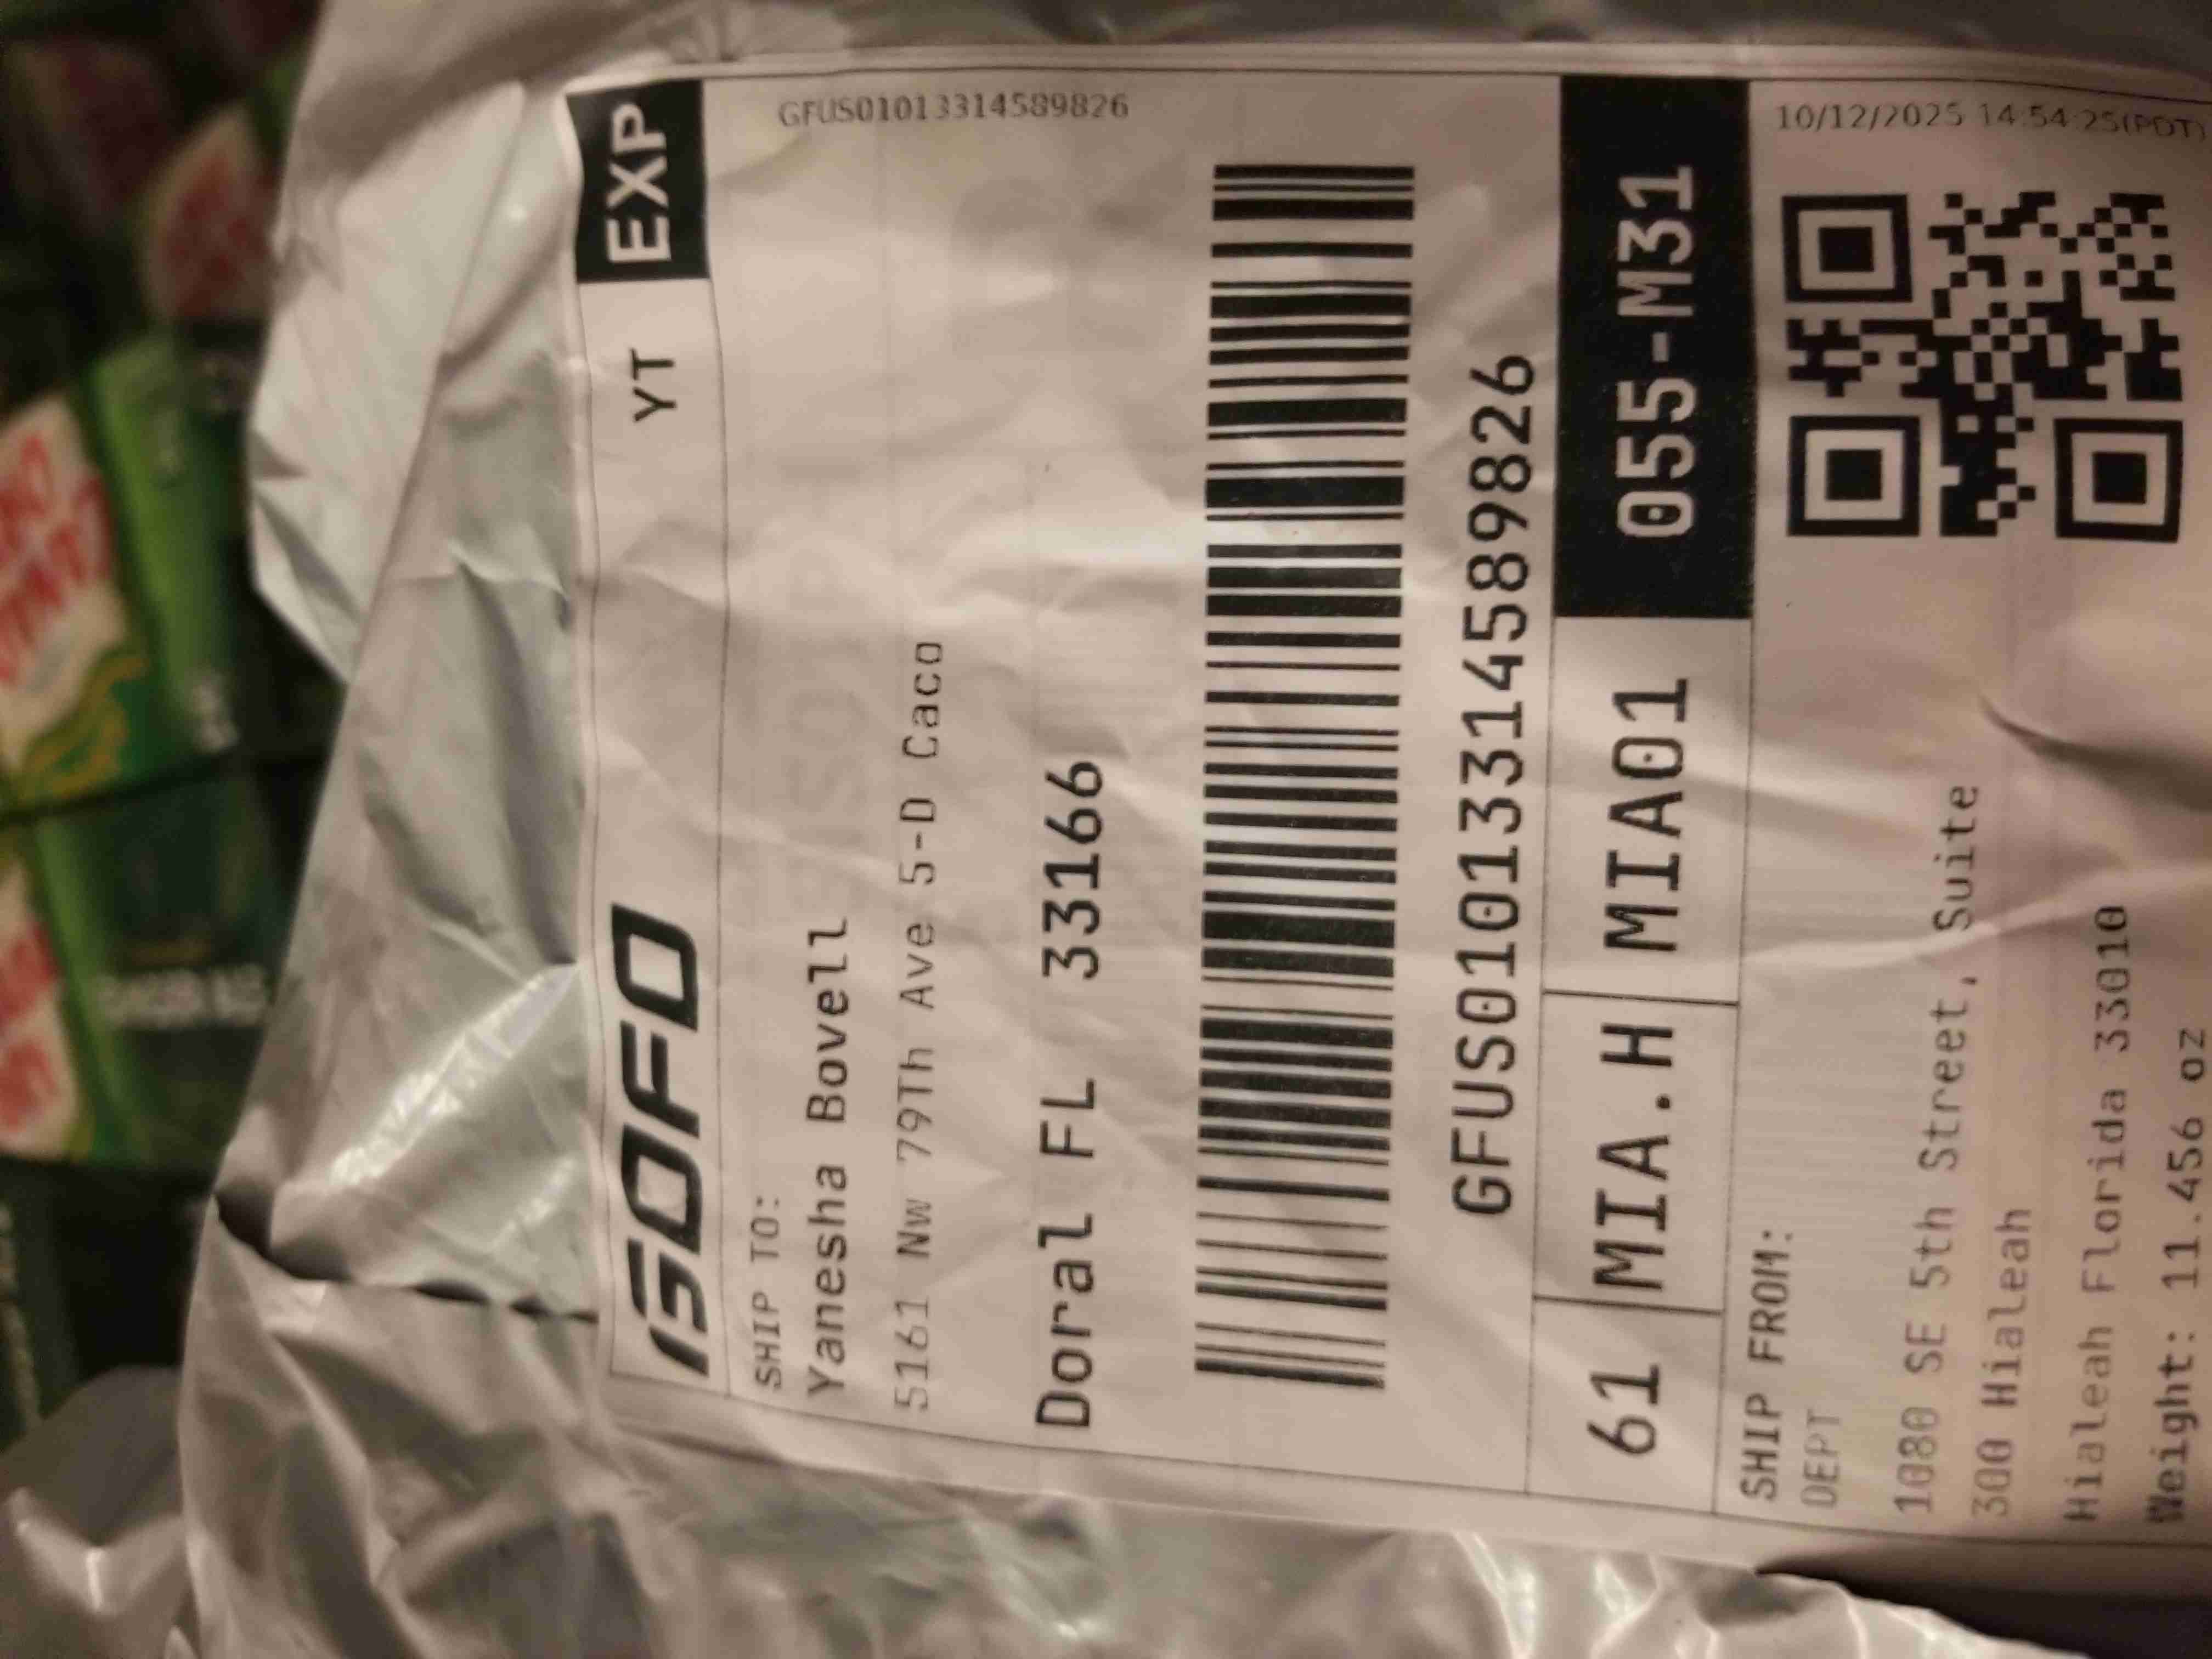 GOFO
YT EXP
GFUS01013314589826
SHIP TO:
Yanesha Bovell
5161 Nw 79Th Ave 5-D Caco
Doral FL 33166
GFUS01013314589826
61 MIA.H MIA01 055-M31
SHIP FROM:
10/12/2025 14:54:25(PDT)
DEPT
1080 SE 5th Street, Suite
300 Hialeah
Hialeah Florida 33010
Weight: 11.456 oz